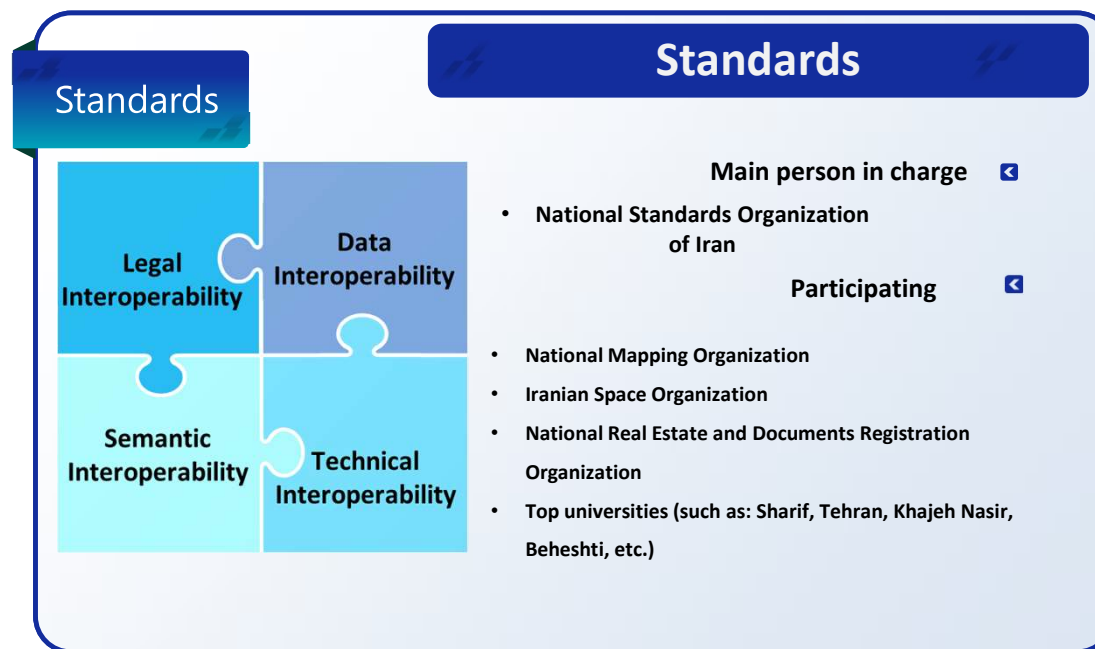 Standards
Standards
Legal
Interoperability
Data
Interoperability
Semantic
Interoperability
Technical
Interoperability
Main person in charge
• National Standards Organization
of Iran
Participating
• National Mapping Organization
• Iranian Space Organization
• National Real Estate and Documents Registration
Organization
• Top universities (such as: Sharif, Tehran, Khajeh Nasir,
Beheshti, etc.)